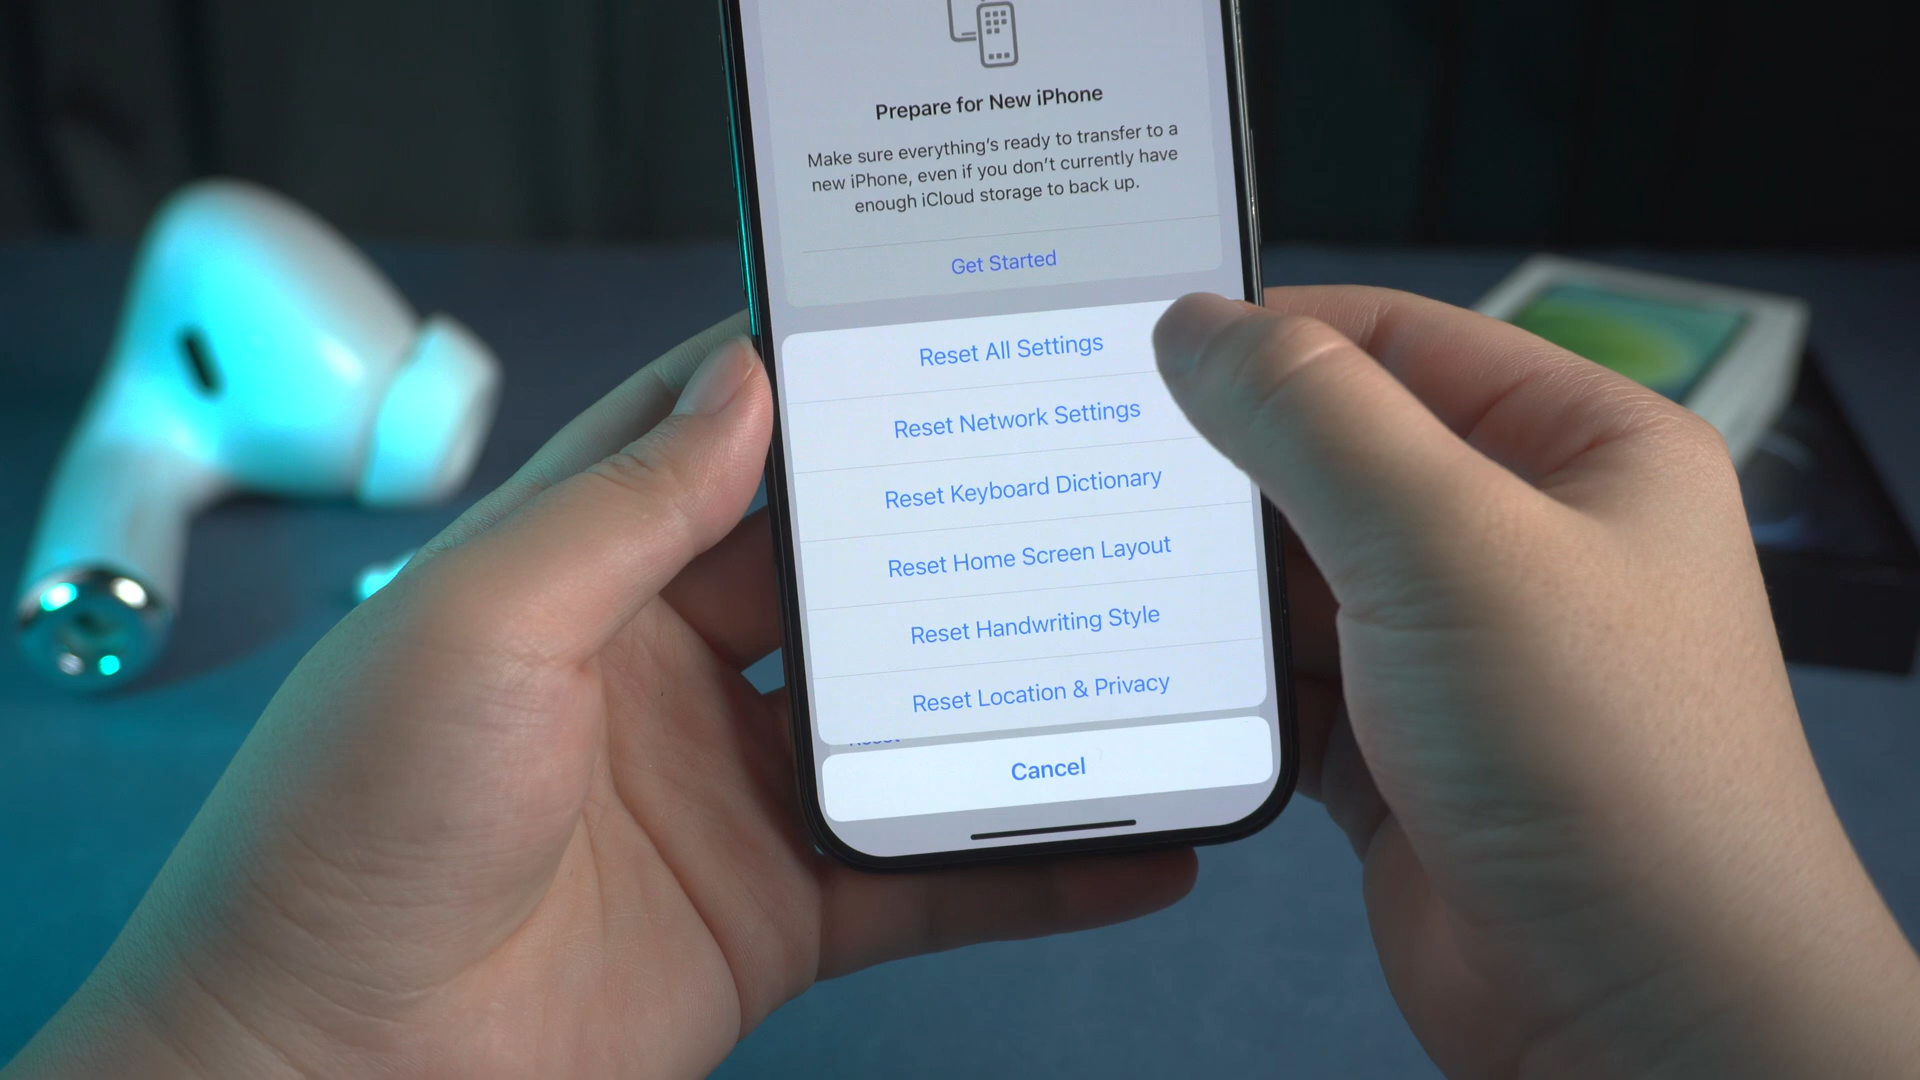 Prepare for New iPhone
Make sure everything's ready to transfer to a
new iPhone, even if you don't currently have
enough iCloud storage to back up.
Get Started
Reset All Settings
Reset Network Settings
Reset Keyboard Dictionary
Reset Home Screen Layout
Reset Handwriting Style
Reset Location & Privacy
Reset
Cancel